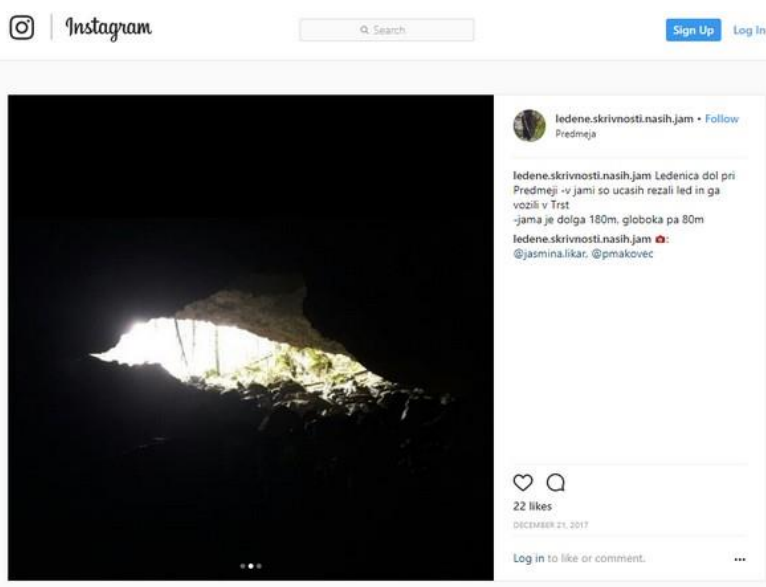 Instagram
Search
Sign Up Log In
ledene.skrivnosti.nasih.jam • Follow
Predmeja
ledene.skrivnosti.nasih.jam Ledenica dol pri
Predmeji -v jami so ucasih rezali led in ga
vozili v Trst
-jama je dolga 180m, globoka pa 80m
ledene.skrivnosti.nasih.jam 📷:
@jasmina.likar, @pmakovec
22 likes
DECEMBER 21, 2017
Log in to like or comment.